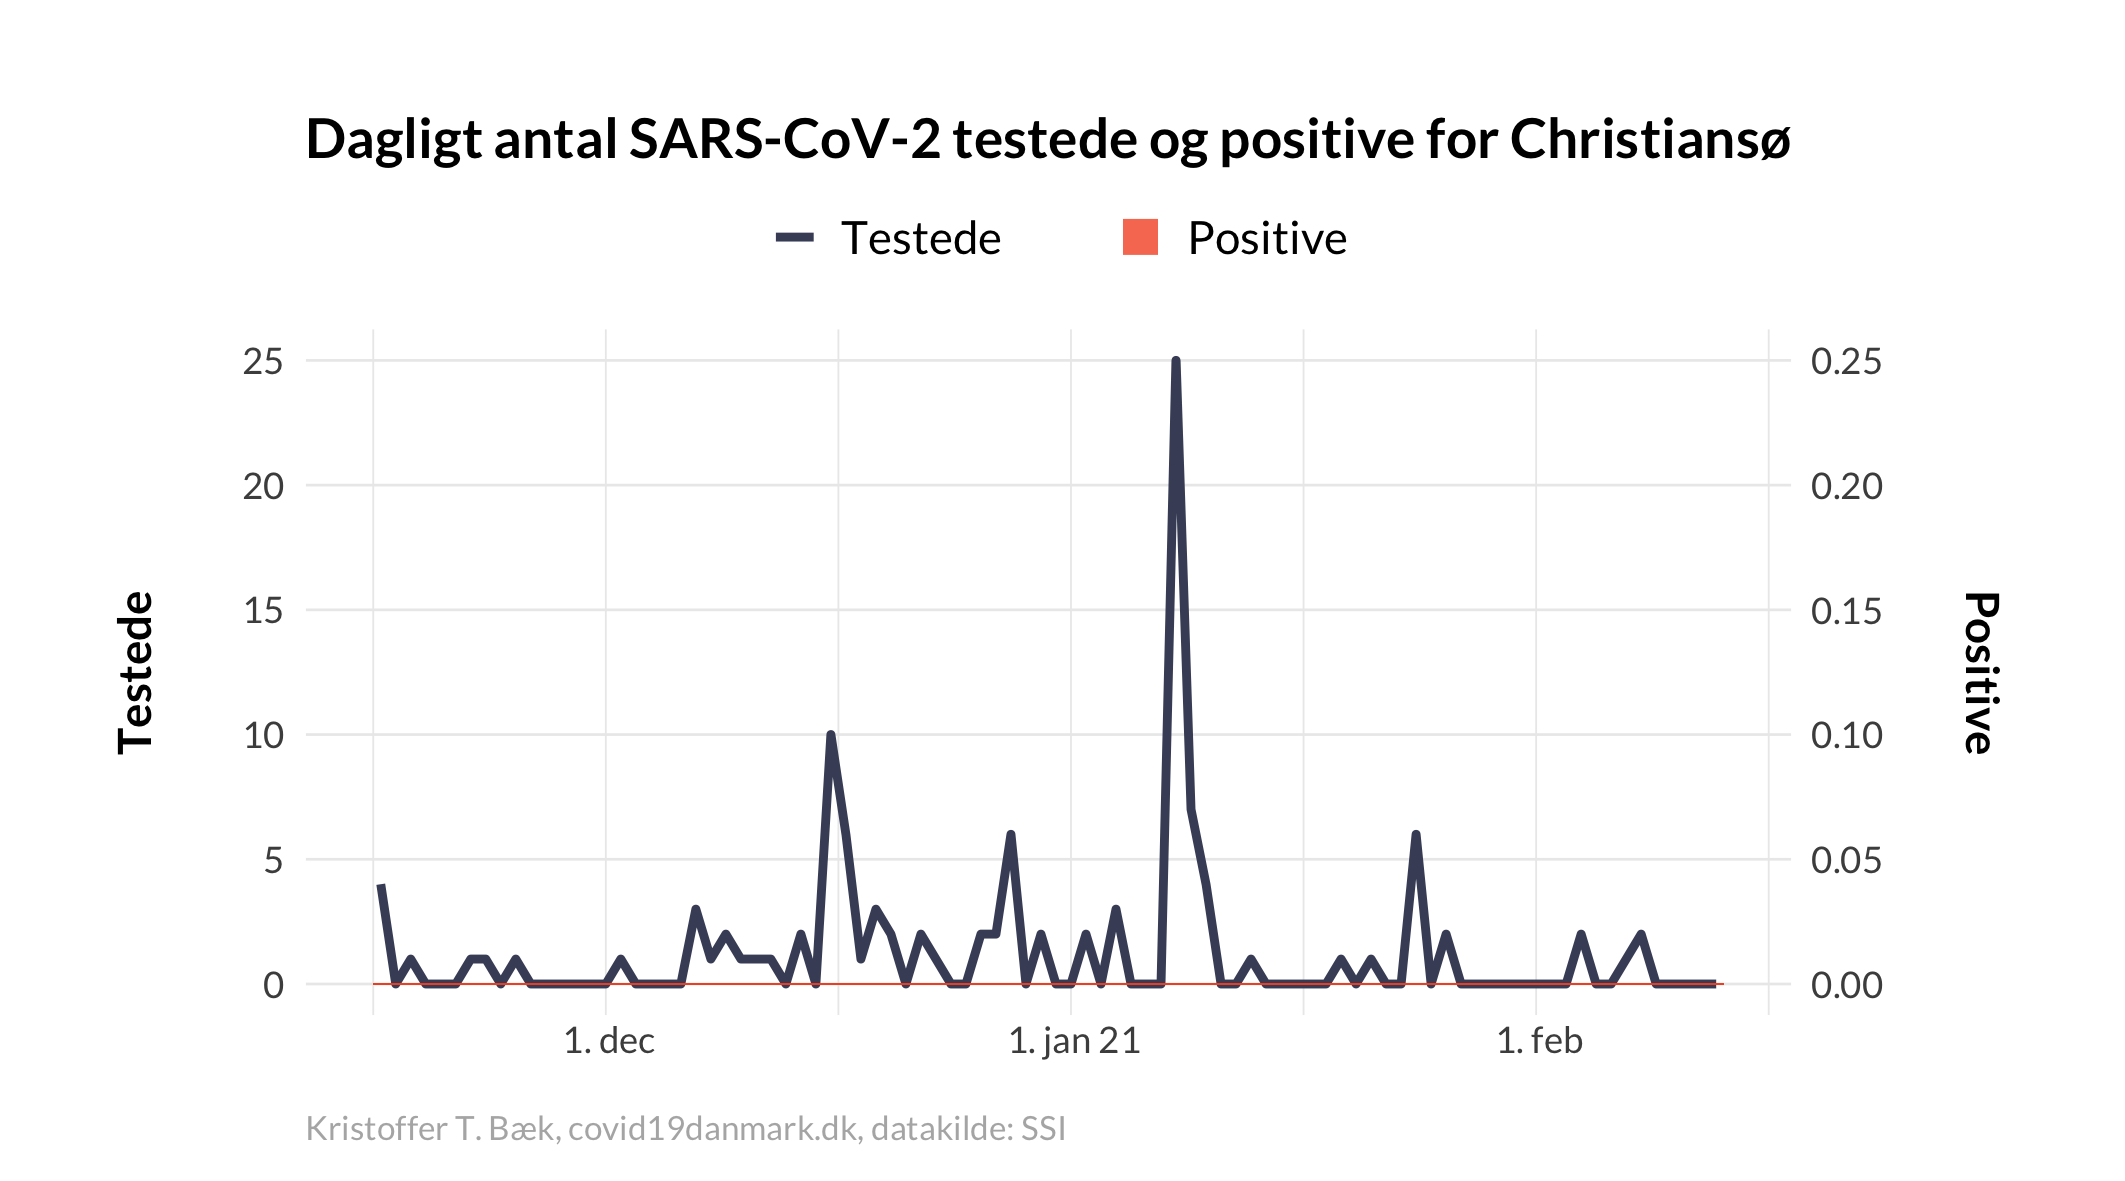 Dagligt antal SARS-CoV-2 testede og positive for Christiansø
Testede
Positive
25
20
15
10
5
0
0.25
0.20
0.15
0.10
0.05
0.00
Testede
Positive
1. dec
1. jan 21
1. feb
Kristoffer T. Bæk, covid19danmark.dk, datakilde: SSI